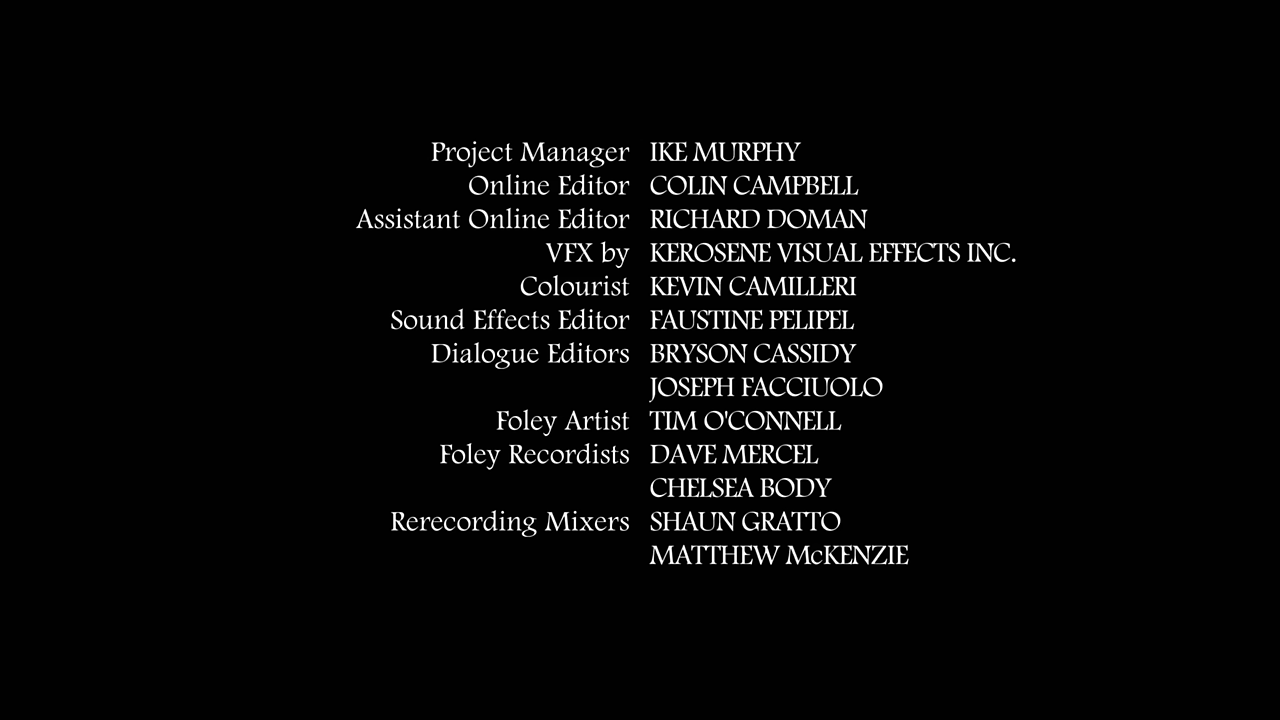 Project Manager IKE MURPHY
Online Editor COLIN CAMPBELL
Assistant Online Editor RICHARD DOMAN
VFX by KEROSENE VISUAL EFFECTS INC.
Colourist KEVIN CAMILLERI
Sound Effects Editor FAUSTINE PELIPEL
Dialogue Editors BRYSON CASSIDY
JOSEPH FACCIUOLO
Foley Artist TIM O'CONNELL
Foley Recordists DAVE MERCEL
CHELSEA BODY
Rerecording Mixers SHAUN GRATTO
MATTHEW McKENZIE